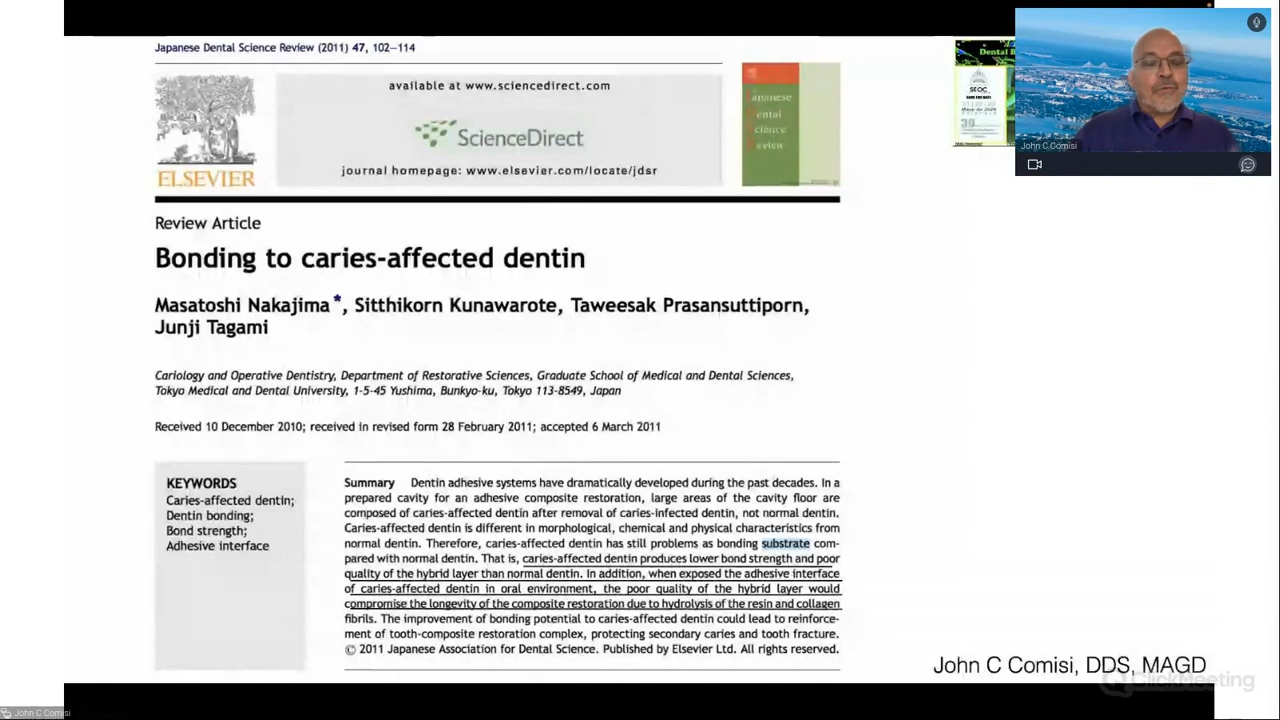 Japanese Dental Science Review (2011) 47, 102—114
available at www.sciencedirect.com
ScienceDirect
journal homepage: www.elsevier.com/locate/jdsr
ELSEVIER
Japanese
Dental
Science
Review
Dental
SEOC
John C Comisi
Review Article
Bonding to caries-affected dentin
Masatoshi Nakajima *, Sitthikorn Kunawarote, Taweesak Prasansuttiporn,
Junji Tagami
Cariology and Operative Dentistry, Department of Restorative Sciences, Graduate School of Medical and Dental Sciences,
Tokyo Medical and Dental University, 1-5-45 Yushima, Bunkyo-ku, Tokyo 113-8549, Japan
Received 10 December 2010; received in revised form 28 February 2011; accepted 6 March 2011
KEYWORDS
Caries-affected dentin;
Dentin bonding;
Bond strength;
Adhesive interface
Summary Dentin adhesive systems have dramatically developed during the past decades. In a
prepared cavity for an adhesive composite restoration, large areas of the cavity floor are
composed of caries-affected dentin after removal of caries-infected dentin, not normal dentin.
Caries-affected dentin is different in morphological, chemical and physical characteristics from
normal dentin. Therefore, caries-affected dentin has still problems as bonding substrate com-
pared with normal dentin. That is, caries-affected dentin produces lower bond strength and poor
quality of the hybrid layer than normal dentin. In addition, when exposed the adhesive interface
of caries-affected dentin in oral environment, the poor quality of the hybrid layer would
compromise the longevity of the composite restoration due to hydrolysis of the resin and collagen
fibrils. The improvement of bonding potential to caries-affected dentin could lead to reinforce-
ment of tooth-composite restoration complex, protecting secondary caries and tooth fracture.
© 2011 Japanese Association for Dental Science. Published by Elsevier Ltd. All rights reserved.
John C Comisi, DDS, MAGD
ClickMeeting
John C Comisi